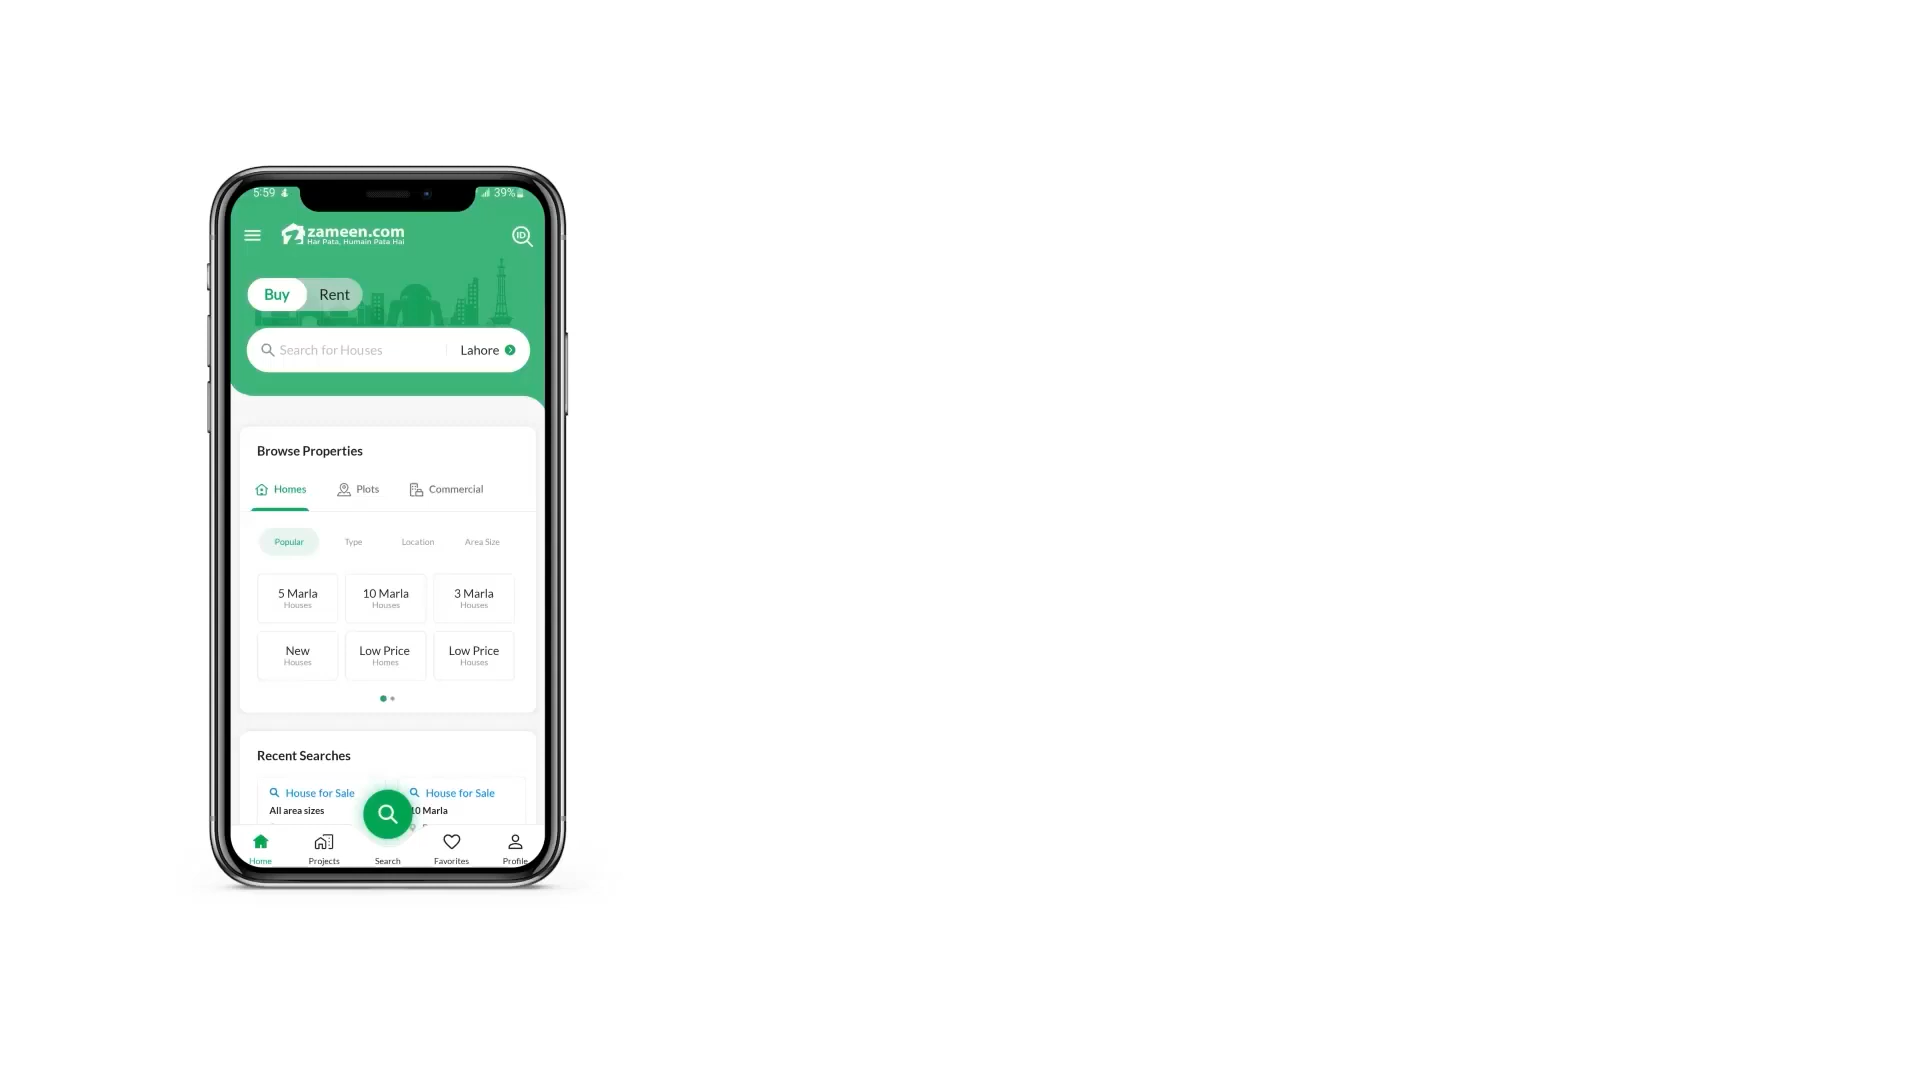 5:59
39%
zameen.com
Har Pata, Humain Pata Hai
ID
Buy Rent
Search for Houses Lahore
Browse Properties
Homes Plots Commercial
Popular Type Location Area Size
5 Marla 10 Marla 3 Marla
Houses Houses Houses
New Low Price Low Price
Houses Homes Houses
Recent Searches
House for Sale House for Sale
All area sizes 10 Marla
Home Projects Search Favorites Profile